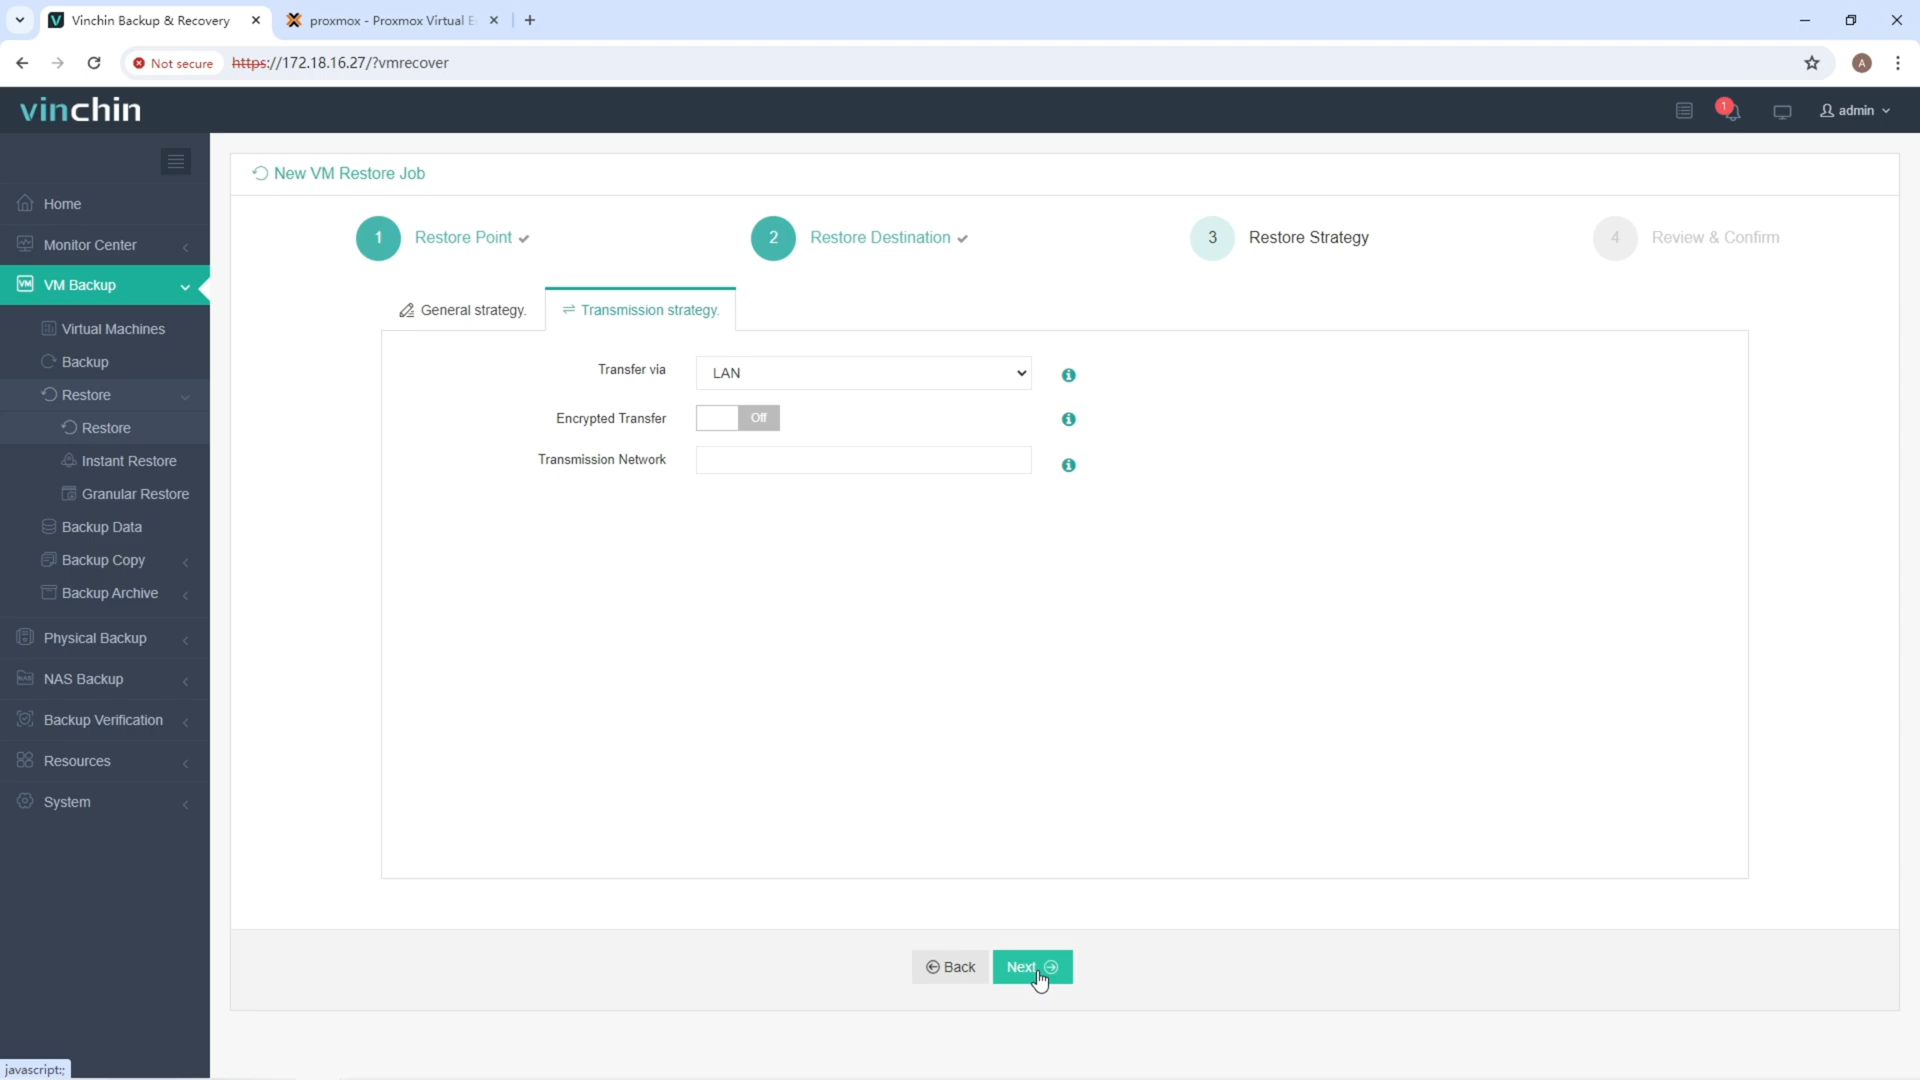 Vinchin Backup & Recovery
proxmox - Proxmox Virtual E
Not secure
https://172.18.16.27/?vmrecover
A
vinchin
1
admin
Home
Monitor Center
VM Backup
Virtual Machines
Backup
Restore
Restore
Instant Restore
Granular Restore
Backup Data
Backup Copy
Backup Archive
Physical Backup
NAS Backup
Backup Verification
Resources
System
New VM Restore Job
1 Restore Point
2 Restore Destination
3 Restore Strategy
4 Review & Confirm
General strategy.
Transmission strategy.
Transfer via LAN
Encrypted Transfer Off
Transmission Network
Back
Next
javascript:;